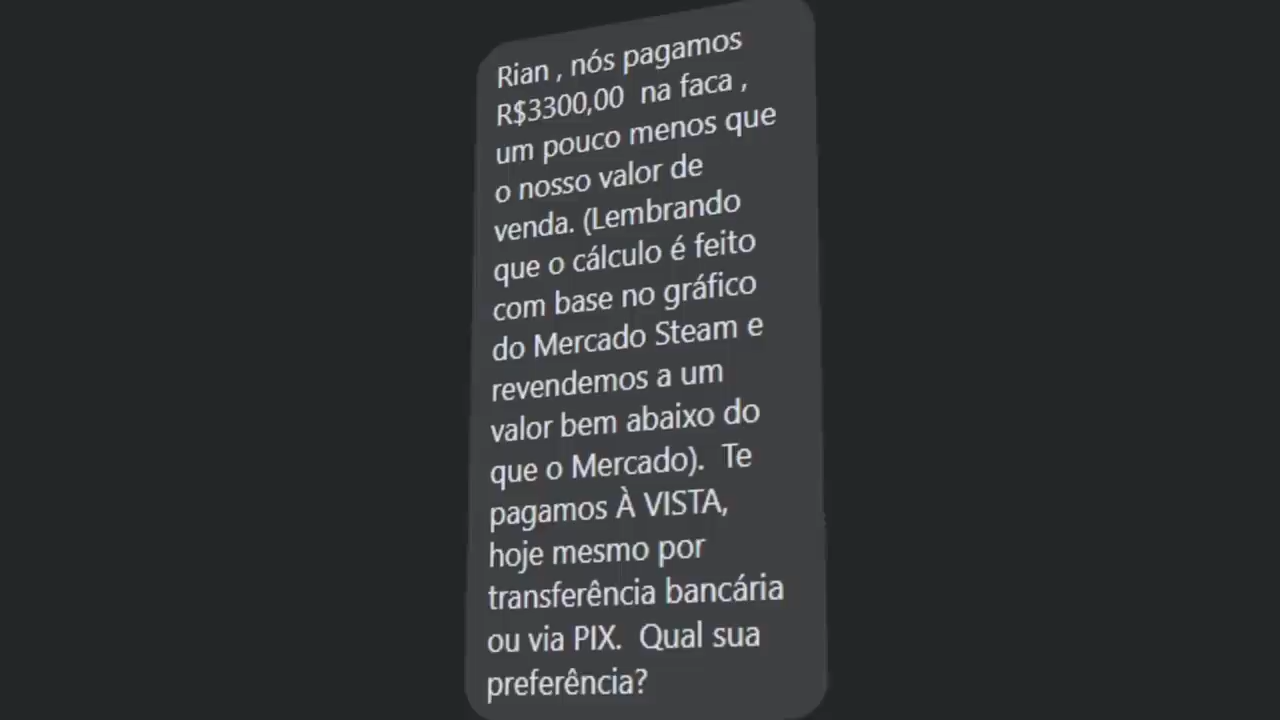 Rian , nós pagamos
R$3300,00  na faca ,
um pouco menos que
o nosso valor de
venda. (Lembrando
que o cálculo é feito
com base no gráfico
do Mercado Steam e
revendemos a um
valor bem abaixo do
que o Mercado).  Te
pagamos À VISTA,
hoje mesmo por
transferência bancária
ou via PIX.  Qual sua
preferência?